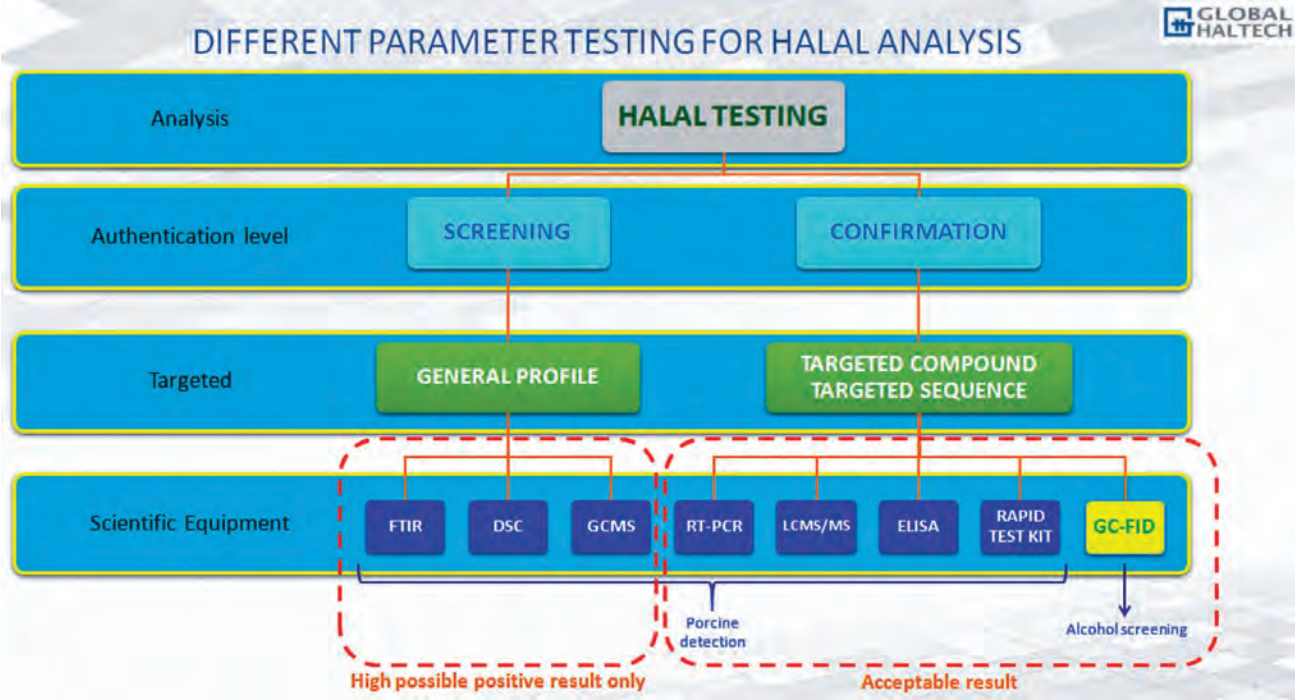 GLOBAL
HALTECH
DIFFERENT PARAMETER TESTING FOR HALAL ANALYSIS
Analysis
HALAL TESTING
Authentication level
SCREENING
CONFIRMATION
Targeted
GENERAL PROFILE
TARGETED COMPOUND
TARGETED SEQUENCE
Scientific Equipment
FTIR
DSC
GCMS
RT-PCR
LCMS/MS
ELISA
RAPID
TEST KIT
GC-FID
Porcine
detection
Alcohol screening
High possible positive result only
Acceptable result